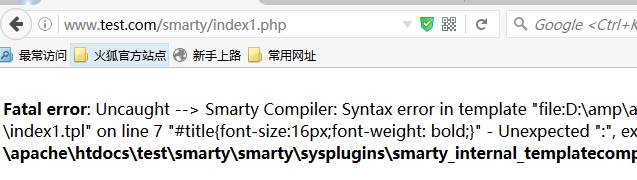 www.test.com/smarty/index1.php
Google <Ctrl+K
最常访问 火狐官方站点 新手上路 常用网址
Fatal error: Uncaught --> Smarty Compiler: Syntax error in template "file:D:\amp\a
\index1.tpl" on line 7 "#title{font-size:16px;font-weight: bold;}" - Unexpected ":", ex
\apache\htdocs\test\smarty\smarty\sysplugins\smarty_internal_templatecomp